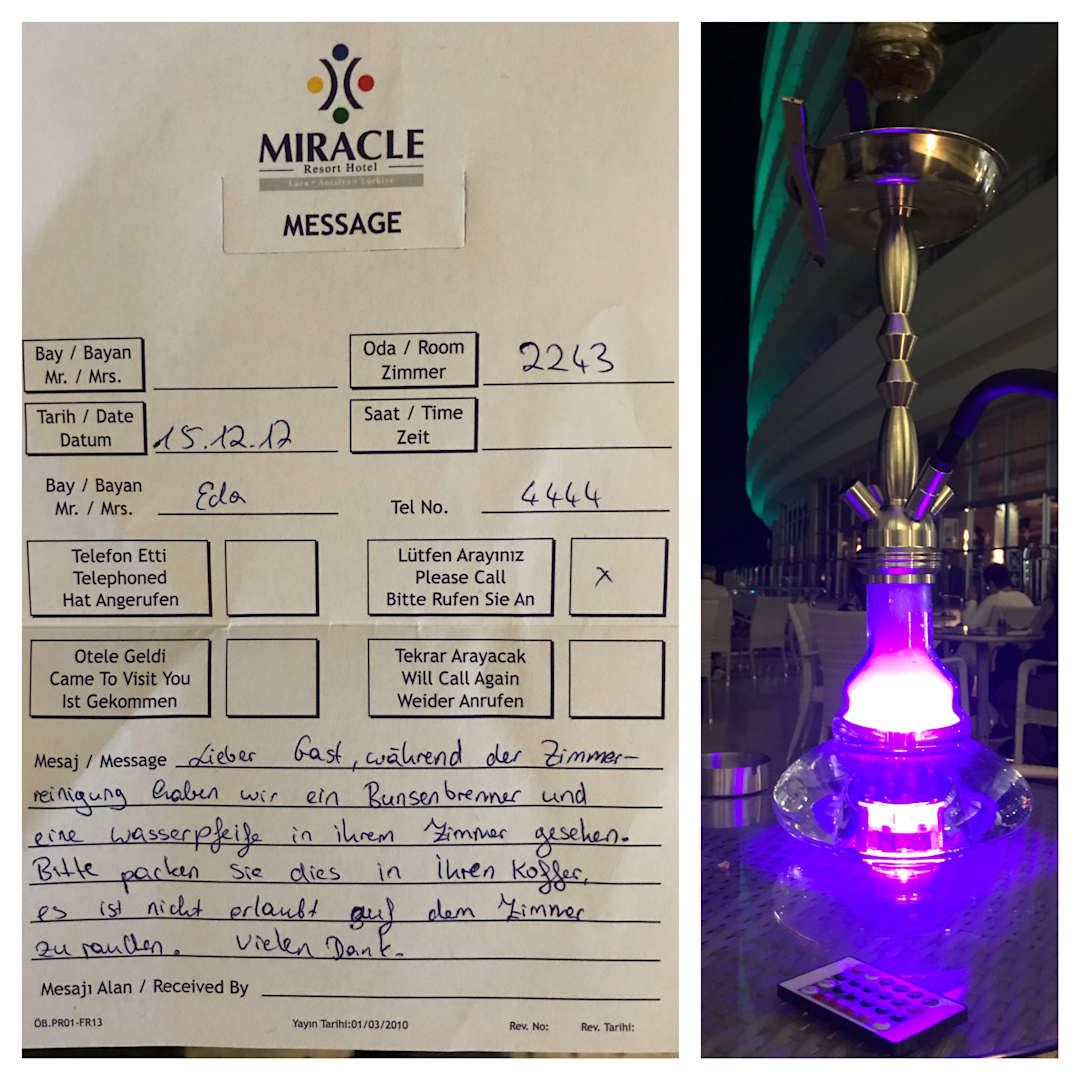 MIRACLE
Resort Hotel
Lara • Antalya • Türkiye
MESSAGE
Bay / Bayan
Mr. / Mrs.
Oda / Room
Zimmer
2243
Tarih / Date
Datum
15.12.17
Saat / Time
Zeit
Bay / Bayan
Mr. / Mrs.
Eda
Tel No.
4444
Telefon Etti
Telephoned
Hat Angerufen
Lütfen Arayınız
Please Call
Bitte Rufen Sie An
x
Otele Geldi
Came To Visit You
Ist Gekommen
Tekrar Arayacak
Will Call Again
Weider Anrufen
Mesaj / Message Lieber Gast, während der Zimmer-
reinigung haben wir ein Bunsenbrenner und
eine wasserpfeife in ihrem Zimmer gesehen.
Bitte packen Sie dies in ihren Koffer,
es ist nicht erlaubt auf dem Zimmer
zu rauchen. Vielen Dank.
Mesajı Alan / Received By
ÖB.PR01-FR13
Yayın Tarihi:01/03/2010
Rev. No:
Rev. Tarihi: